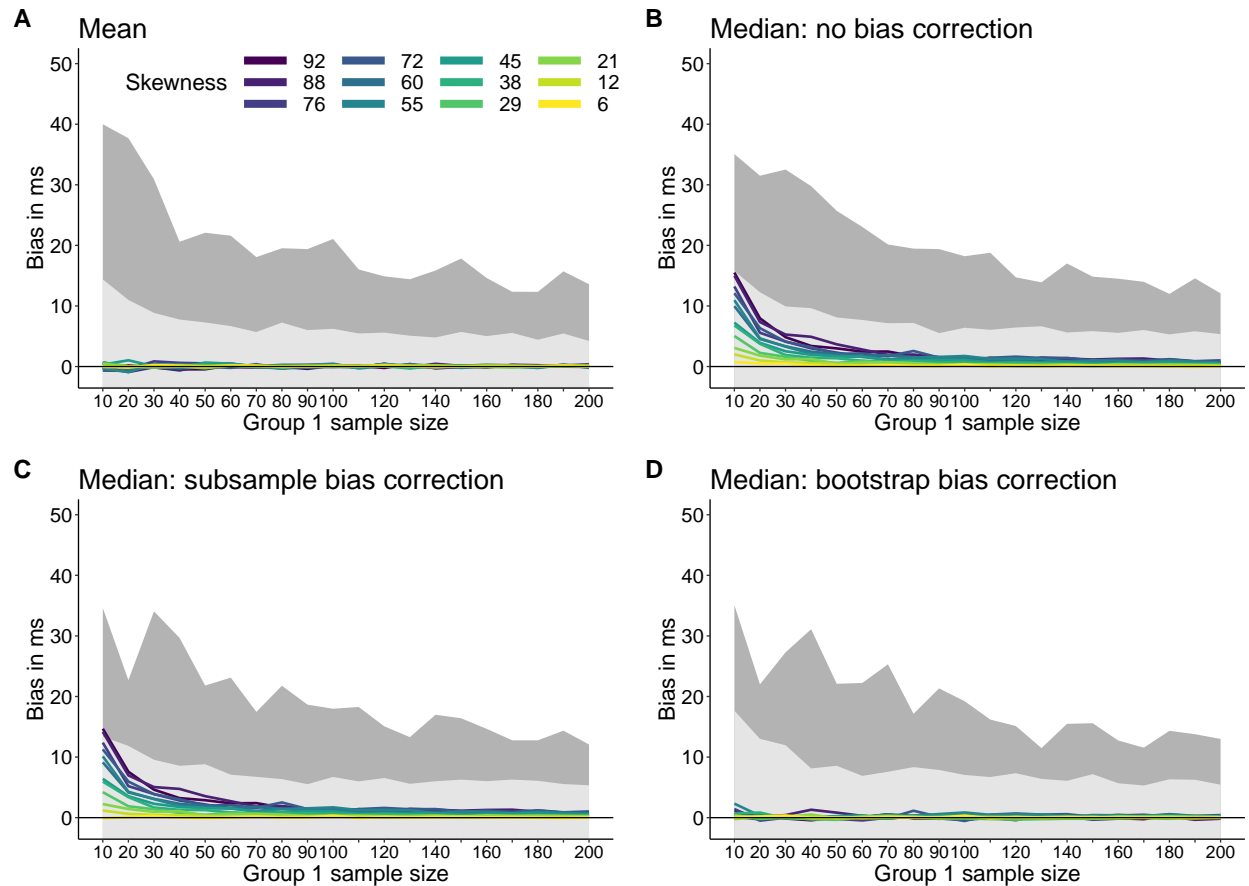 A
Mean
Bias in ms
50
40
30
20
10
0
Skewness
92 72 45 21
88 60 38 12
76 55 29 6
10 20 30 40 50 60 70 80 90 100 120 140 160 180 200
Group 1 sample size
B
Median: no bias correction
Bias in ms
50
40
30
20
10
0
10 20 30 40 50 60 70 80 90 100 120 140 160 180 200
Group 1 sample size
C
Median: subsample bias correction
Bias in ms
50
40
30
20
10
0
10 20 30 40 50 60 70 80 90 100 120 140 160 180 200
Group 1 sample size
D
Median: bootstrap bias correction
Bias in ms
50
40
30
20
10
0
10 20 30 40 50 60 70 80 90 100 120 140 160 180 200
Group 1 sample size